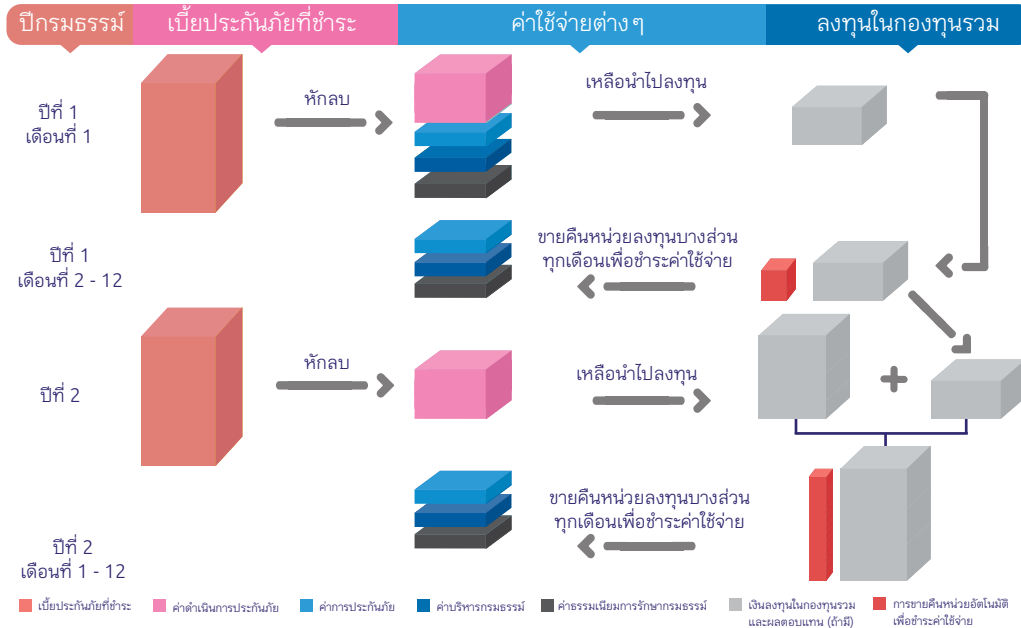 ปีกรมธรรม์
เบี้ยประกันภัยที่ชำระ
ค่าใช้จ่ายต่างๆ
ลงทุนในกองทุนรวม
ปีที่ 1
เดือนที่ 1
หักลบ
เหลือนำไปลงทุน
ปีที่ 1
เดือนที่ 2 - 12
ขายคืนหน่วยลงทุนบางส่วน
ทุกเดือนเพื่อชำระค่าใช้จ่าย
ปีที่ 2
หักลบ
เหลือนำไปลงทุน
ปีที่ 2
เดือนที่ 1 - 12
ขายคืนหน่วยลงทุนบางส่วน
ทุกเดือนเพื่อชำระค่าใช้จ่าย
เบี้ยประกันภัยที่ชำระ
ค่าดำเนินการประกันภัย
ค่าการประกันภัย
ค่าบริหารกรมธรรม์
ค่าธรรมเนียมการรักษากรมธรรม์
เงินลงทุนในกองทุนรวม
และผลตอบแทน (ถ้ามี)
การขายคืนหน่วยอัตโนมัติ
เพื่อชำระค่าใช้จ่าย